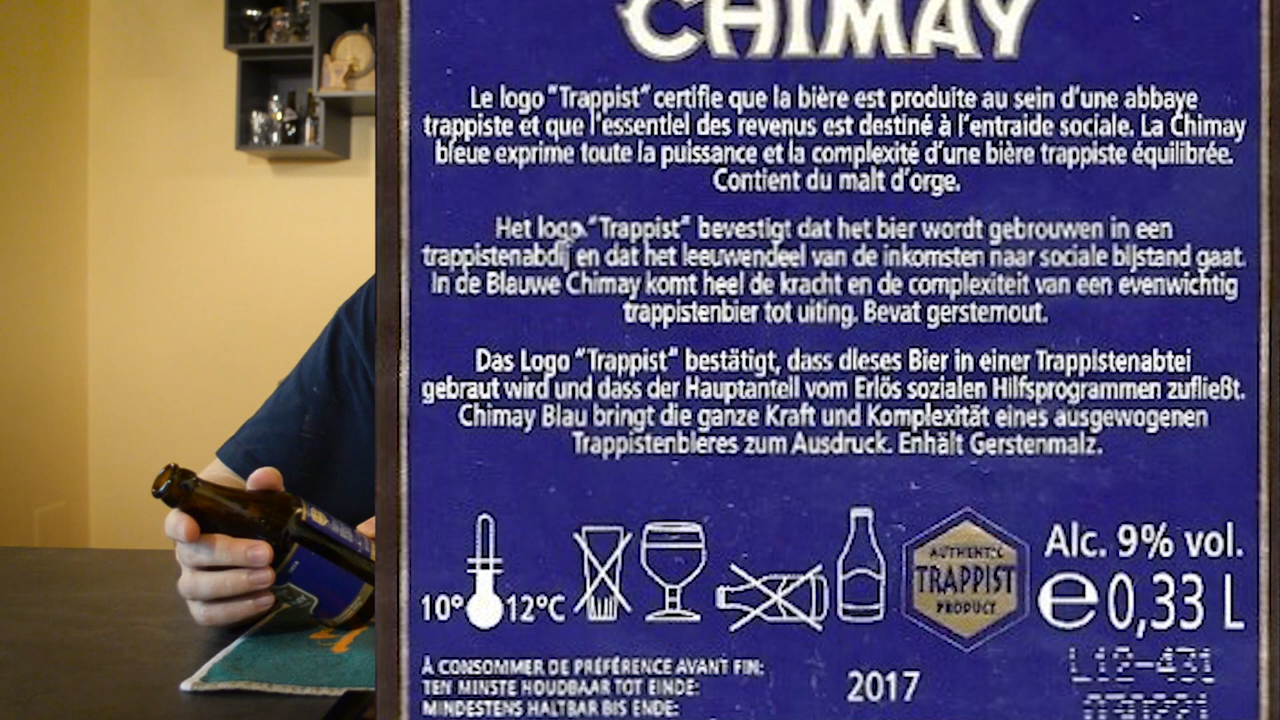 CHIMAY
Le logo "Trappist" certifie que la bière est produite au sein d'une abbaye
trappiste et que l'essentiel des revenus est destiné à l'entraide sociale. La Chimay
bleue exprime toute la puissance et la complexité d'une bière trappiste équilibrée.
Contient du malt d'orge.
Het logo "Trappist" bevestigt dat het bier wordt gebrouwen in een
trappistenabdij en dat het leeuwendeel van de inkomsten naar sociale bijstand gaat.
In de Blauwe Chimay komt heel de kracht en de complexiteit van een evenwichtig
trappistenbier tot uiting. Bevat gerstemout.
Das Logo "Trappist" bestätigt, dass dieses Bier in einer Trappistenabtei
gebraut wird und dass der Hauptanteil vom Erlös sozialen Hilfsprogrammen zufließt.
Chimay Blau bringt die ganze Kraft und Komplexität eines ausgewogenen
Trappistenbieres zum Ausdruck. Enhält Gerstenmalz.
10° 12°C
AUTHENTIC
TRAPPIST
PRODUCT
Alc. 9% vol.
℮ 0,33 L
À CONSOMMER DE PRÉFÉRENCE AVANT FIN:
TEN MINSTE HOUDBAAR TOT EINDE:
MINDESTENS HALTBAR BIS ENDE:
2017
L12-431